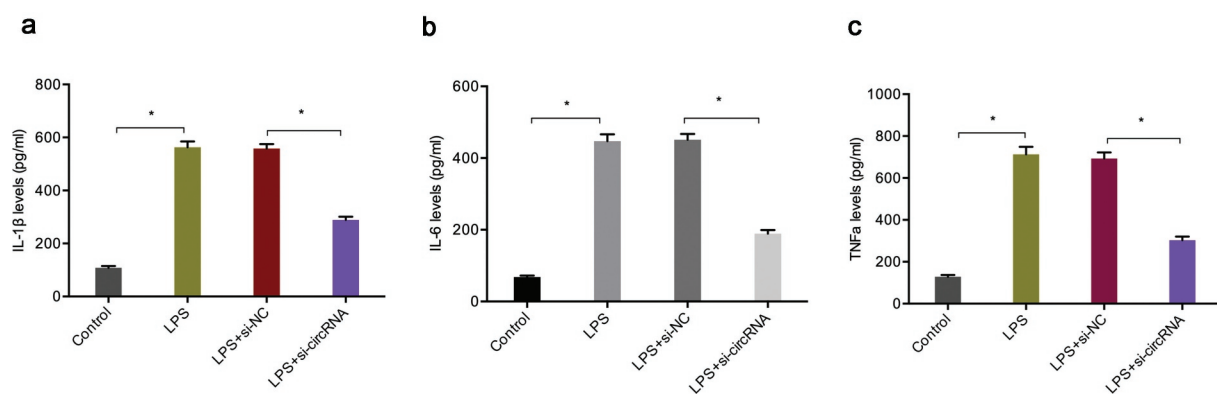 a
IL-1β levels (pg/ml)
800
600
400
200
0
*
*
Control
LPS
LPS+si-NC
LPS+si-circRNA
b
IL-6 levels (pg/ml)
600
400
200
0
*
*
Control
LPS
LPS+si-NC
LPS+si-circRNA
c
TNFa levels (pg/ml)
1000
800
600
400
200
0
*
*
Control
LPS
LPS+si-NC
LPS+si-circRNA